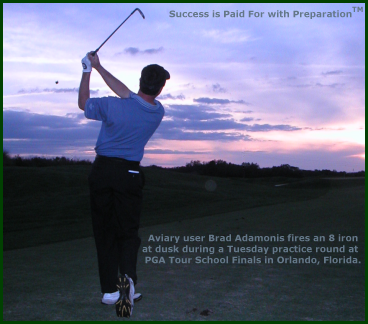 Success is Paid For with Preparation™
Aviary user Brad Adamonis fires an 8 iron
at dusk during a Tuesday practice round at
PGA Tour School Finals in Orlando, Florida.